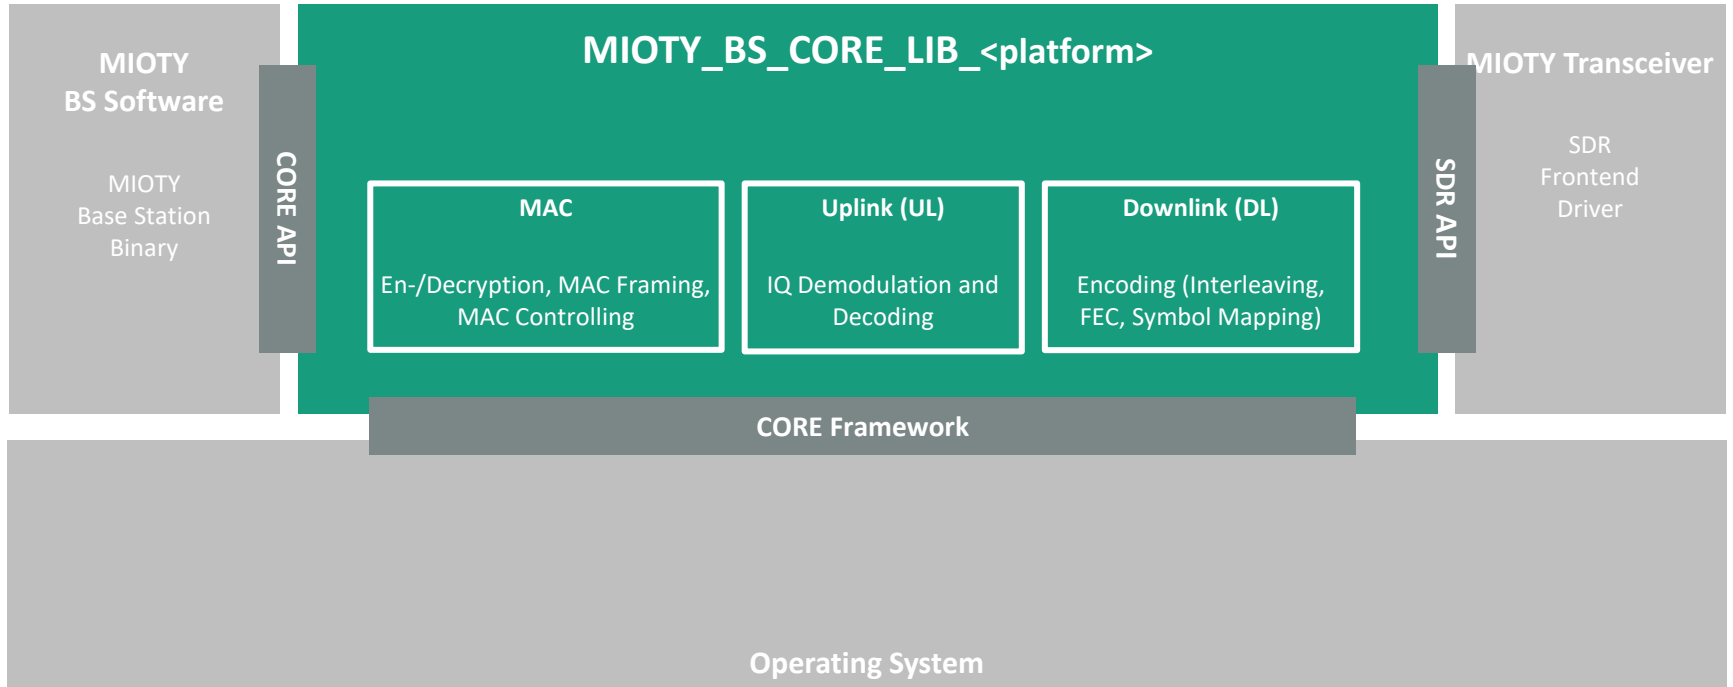 MIOTY
BS Software
MIOTY
Base Station
Binary
CORE API
MIOTY_BS_CORE_LIB_<platform>
MAC
En-/Decryption, MAC Framing,
MAC Controlling
Uplink (UL)
IQ Demodulation and
Decoding
Downlink (DL)
Encoding (Interleaving,
FEC, Symbol Mapping)
SDR API
MIOTY Transceiver
SDR
Frontend
Driver
CORE Framework
Operating System